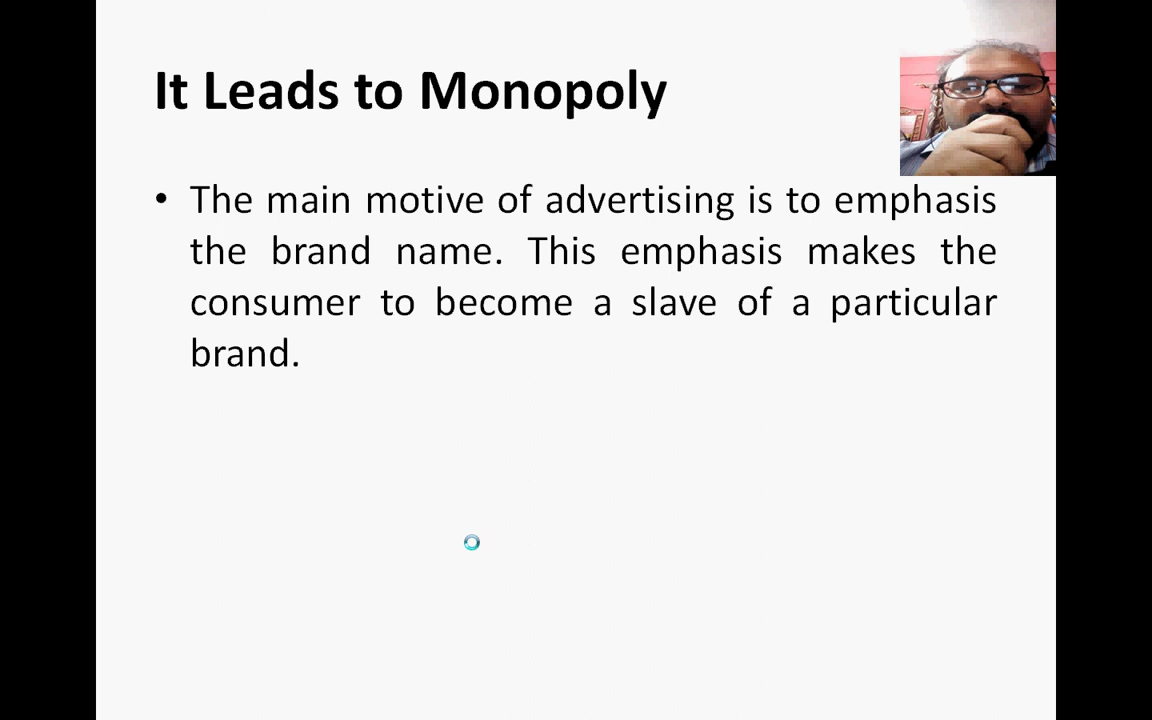 It Leads to Monopoly
• The main motive of advertising is to emphasis
the brand name. This emphasis makes the
consumer to become a slave of a particular
brand.